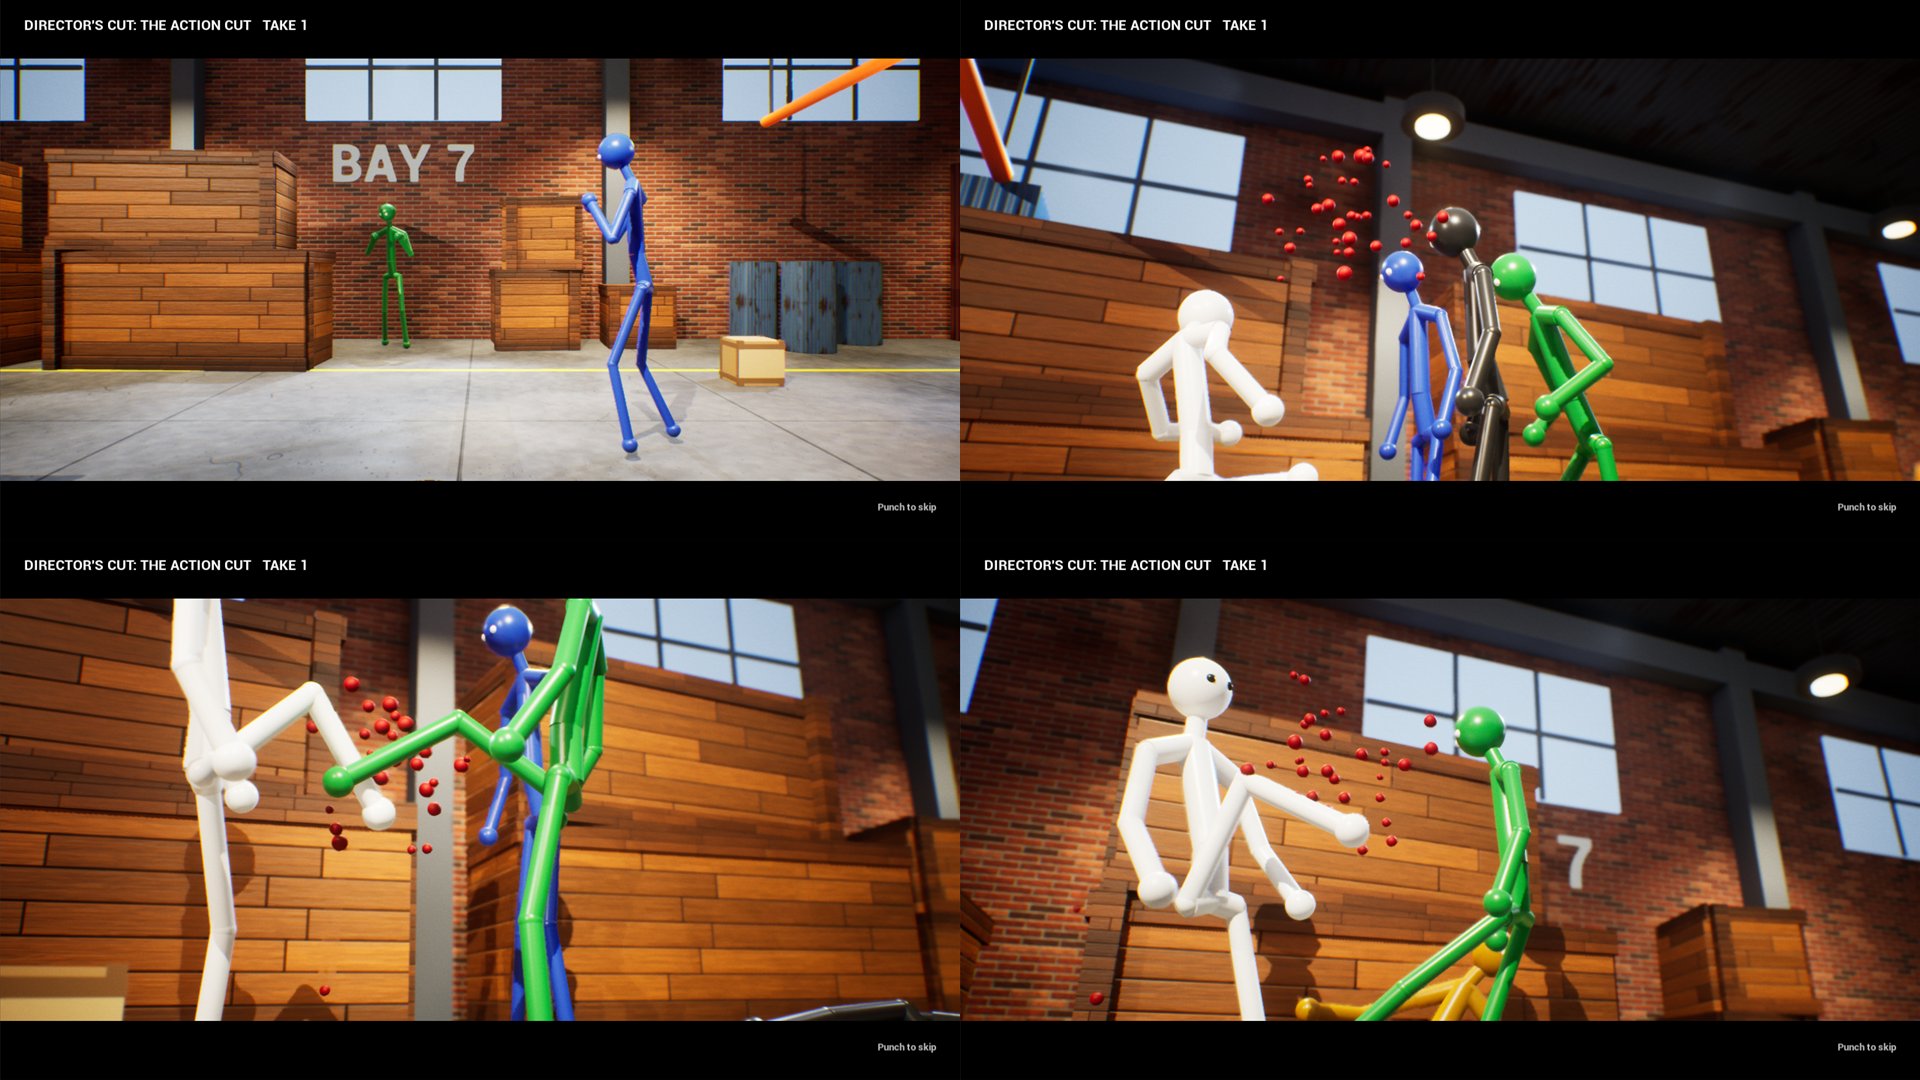 DIRECTOR'S CUT: THE ACTION CUT TAKE 1
BAY 7
Punch to skip
DIRECTOR'S CUT: THE ACTION CUT TAKE 1
Punch to skip
DIRECTOR'S CUT: THE ACTION CUT TAKE 1
Punch to skip
DIRECTOR'S CUT: THE ACTION CUT TAKE 1
7
Punch to skip